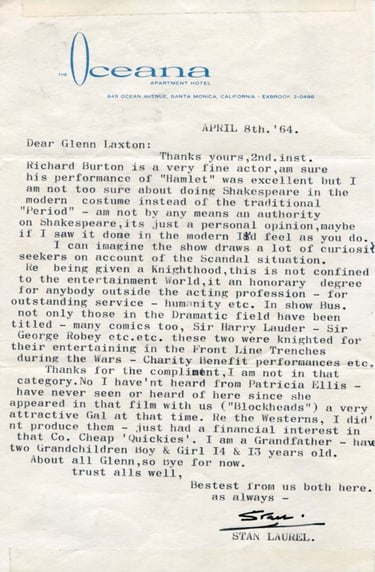 THE Oceana
APARTMENT HOTEL
849 OCEAN AVENUE, SANTA MONICA, CALIFORNIA - EXBROOK 3-0486
APRIL 8th.'64.
Dear Glenn Laxton:
Thanks yours,2nd.inst.
Richard Burton is a very fine actor,am sure
his performance of "Hamlet" was excellent but I
am not too sure about doing Shakespeare in the
modern costume instead of the traditional
"Period" - am not by any means an authority
on Shakespeare,its just a personal opinion,maybe
if I saw it done in the modern I'd feel as you do.
I can imagine the show draws a lot of curiosit
seekers on account of the Scandal situation.
Re being given a Knighthood,this is not confined
to the entertainment World,it an honorary degree
for anybody outside the acting profession - for
outstanding service - humanity etc. In show Bus.
not only those in the Dramatic field have been
titled - many comics too, Sir Harry Lauder - Sir
George Robey etc.etc. these two were knighted for
their entertaining in the Front Line Trenches
during the Wars - Charity Benefit performances etc.
Thanks for the compliment,I am not in that
category.No I have'nt heard from Patricia Ellis -
have never seen or heard of here since she
appeared in that film with us ("Blockheads") a very
attractive Gal at that time. Re the Westerns, I did'
nt produce them - just had a financial interest in
that Co. Cheap 'Quickies'. I am a Grandfather - hav
two Grandchildren Boy & Girl I4 & I3 years old.
About all Glenn,so Bye for now.
trust alls well,
Bestest from us both here.
as always -
Stan.
STAN LAUREL.